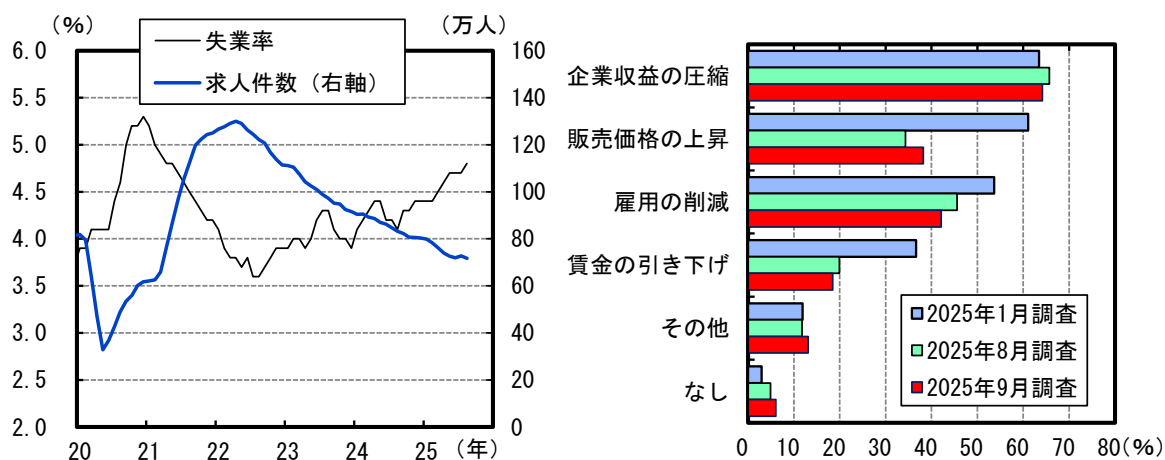 (%)
(万人)
失業率
求人件数（右軸）
6.0
5.5
5.0
4.5
4.0
3.5
3.0
2.5
2.0
160
140
120
100
80
60
40
20
0
20 21 22 23 24 25 (年)
企業収益の圧縮
販売価格の上昇
雇用の削減
賃金の引き下げ
その他
なし
2025年1月調査
2025年8月調査
2025年9月調査
0 10 20 30 40 50 60 70 80 (%)